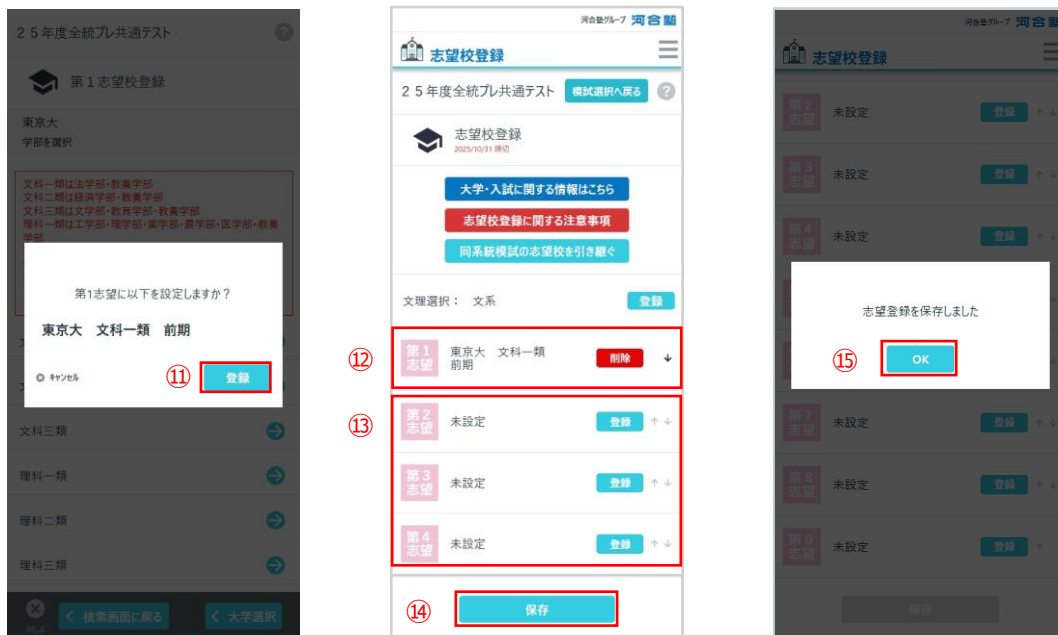 25年度全統プレ共通テスト
?
第1志望校登録
東京大
学部を選択
文科一類は法学部・教養学部
文科二類は経済学部・教養学部
文科三類は文学部・教育学部・教養学部
理科一類は工学部・理学部・薬学部・農学部・医学部・教養
学部
第1志望に以下を設定しますか？
東京大 文科一類 前期
キャンセル
⑪
登録
文科三類
理科一類
理科二類
理科三類
検索画面に戻る
大学選択
河合塾グループ 河合塾
志望校登録
25年度全統プレ共通テスト
模試選択へ戻る
?
志望校登録
2025/10/31 締切
大学・入試に関する情報はこちら
志望校登録に関する注意事項
同系統模試の志望校を引き継ぐ
文理選択： 文系
登録
⑫
第1
志望
東京大 文科一類
前期
削除
↓
⑬
第2
志望
未設定
登録
↑ ↓
第3
志望
未設定
登録
↑ ↓
第4
志望
未設定
登録
↑ ↓
⑭
保存
河合塾グループ 河合塾
志望校登録
第2
志望
未設定
登録
↑ ↓
第3
志望
未設定
登録
↑ ↓
第4
志望
未設定
登録
↑ ↓
志望登録を保存しました
⑮
OK
第7
志望
未設定
登録
↑ ↓
第8
志望
未設定
登録
↑ ↓
第9
志望
未設定
登録
↑
保存